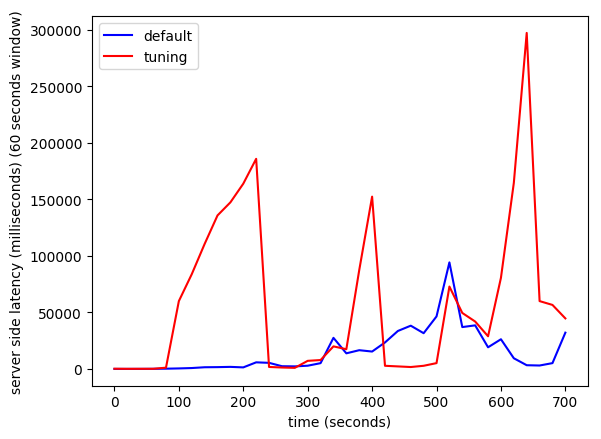 default
tuning
server side latency (milliseconds) (60 seconds window)
300000
250000
200000
150000
100000
50000
0
0 100 200 300 400 500 600 700
time (seconds)